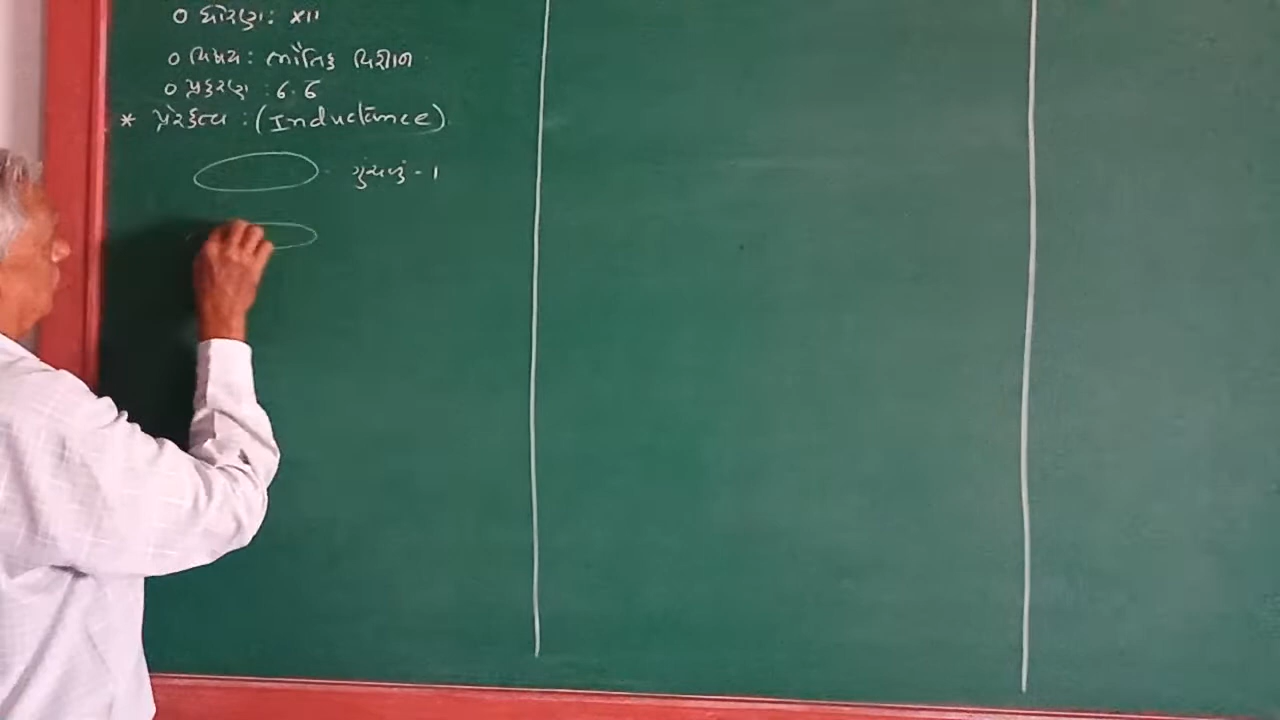 ○ ધોરણ: XII
○ વિષય: ભૌતિક વિજ્ઞાન
○ પ્રકરણ : 6.6
* પ્રેરકત્વ : (Inductance)
ગુંચળું - 1